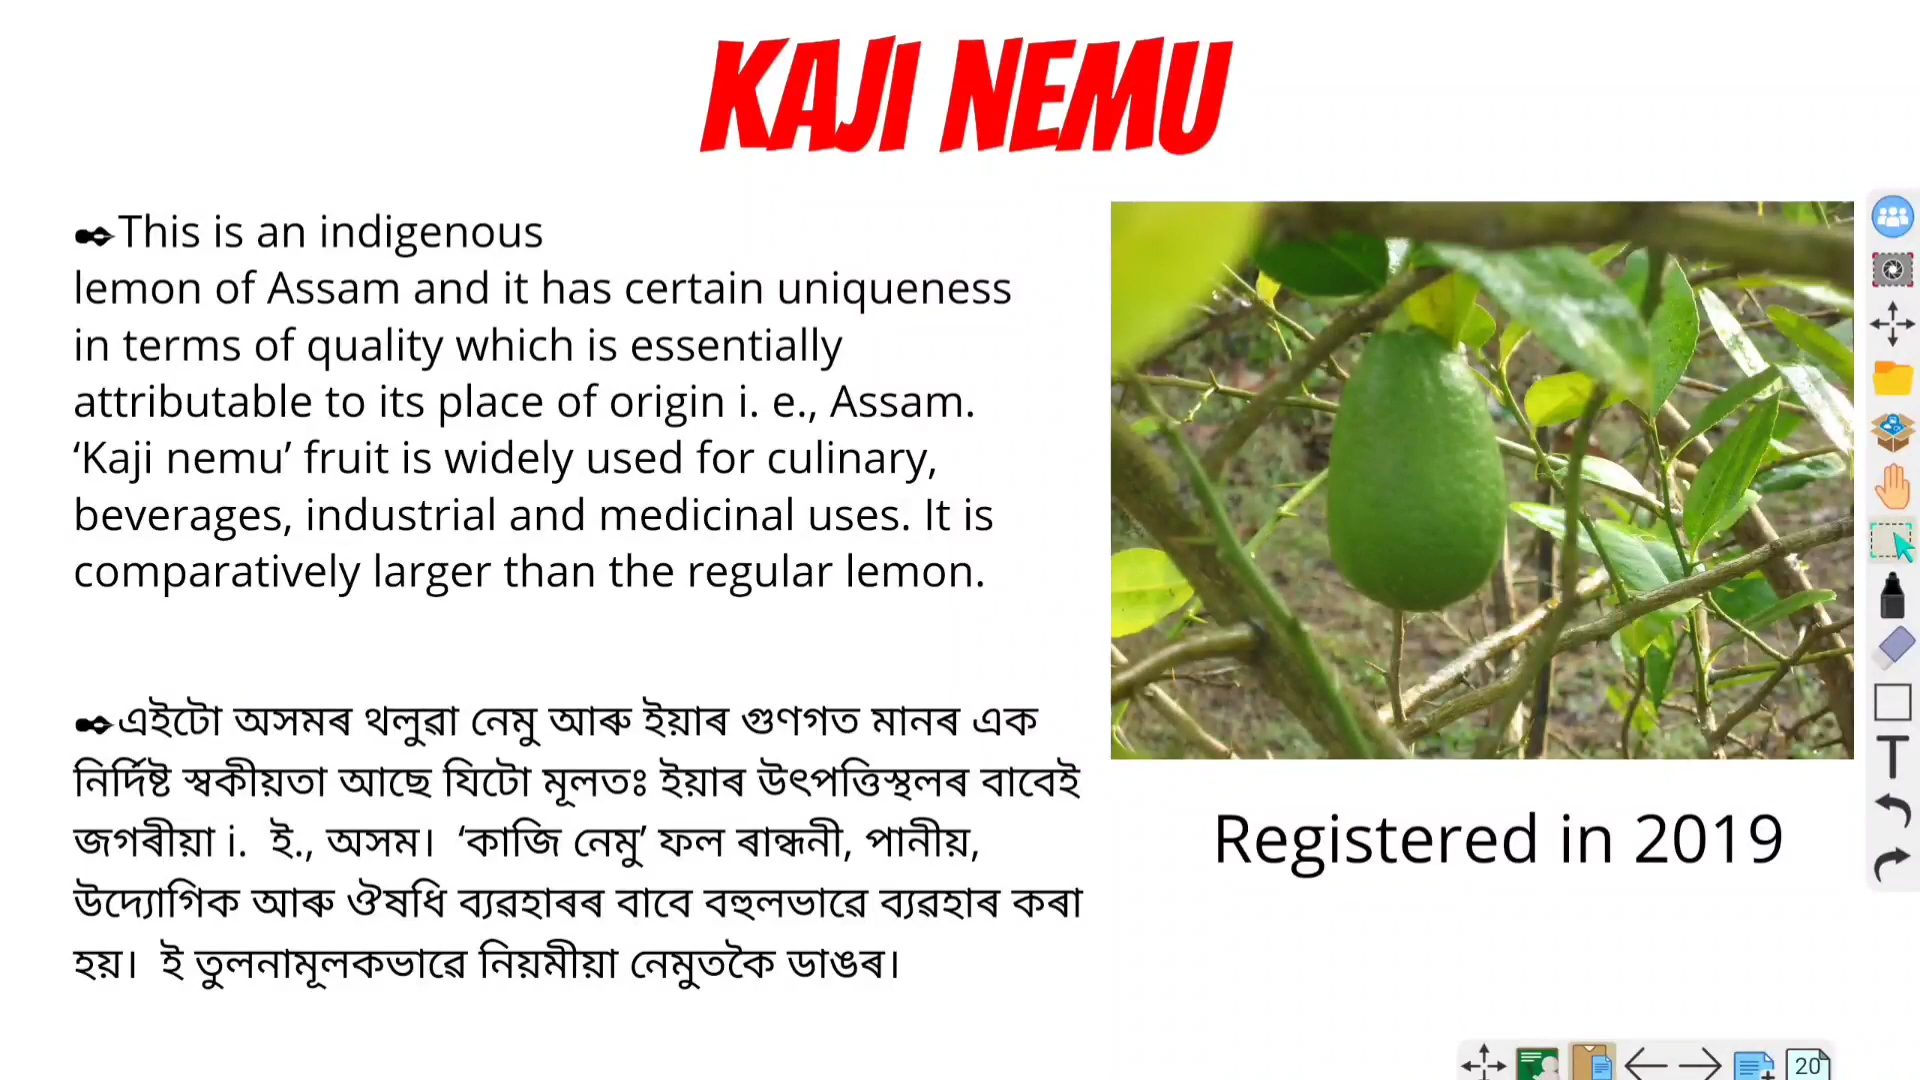 KAJI NEMU
✒This is an indigenous
lemon of Assam and it has certain uniqueness
in terms of quality which is essentially
attributable to its place of origin i. e., Assam.
‘Kaji nemu’ fruit is widely used for culinary,
beverages, industrial and medicinal uses. It is
comparatively larger than the regular lemon.
✒এইটো অসমৰ থলুৱা নেমু আৰু ইয়াৰ গুণগত মানৰ এক
নিৰ্দিষ্ট স্বকীয়তা আছে যিটো মূলতঃ ইয়াৰ উৎপত্তিস্থলৰ বাবেই
জগৰীয়া i. ই., অসম। ‘কাজি নেমু’ ফল ৰান্ধনী, পানীয়,
উদ্যোগিক আৰু ঔষধি ব্যৱহাৰৰ বাবে বহুলভাৱে ব্যৱহাৰ কৰা
হয়। ই তুলনামূলকভাৱে নিয়মীয়া নেমুতকৈ ডাঙৰ।
Registered in 2019
T
20